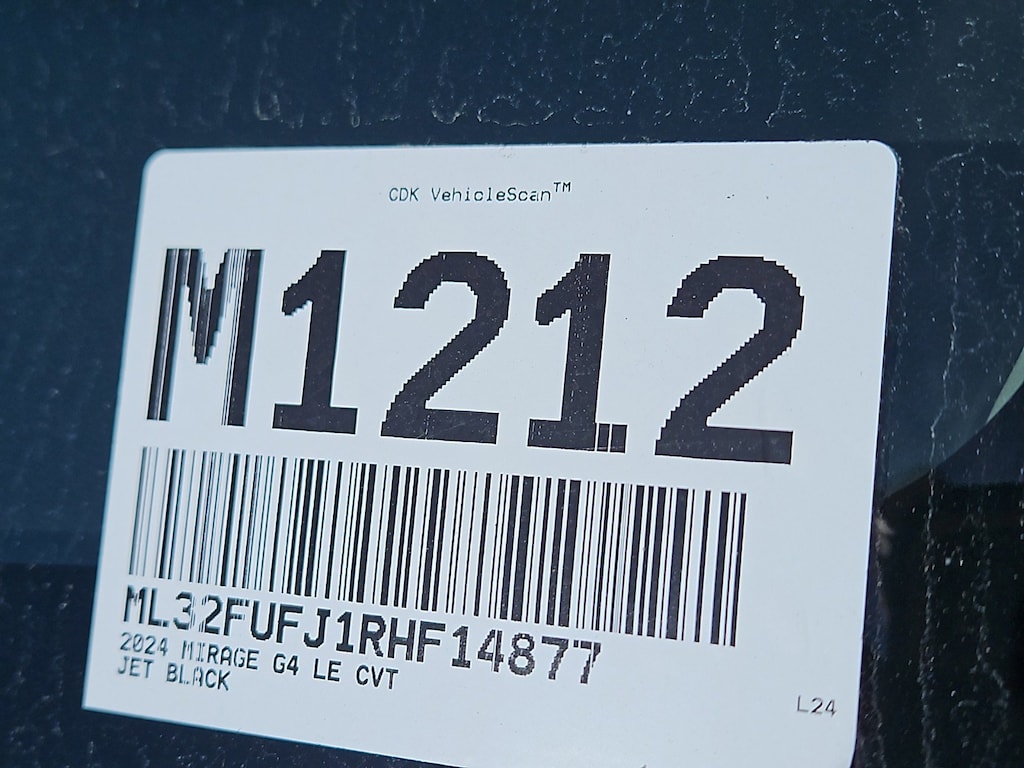 CDK VehicleScan™
M1212
ML32FUFJ1RHF14877
2024 MIRAGE G4 LE CVT
JET BLACK
L24